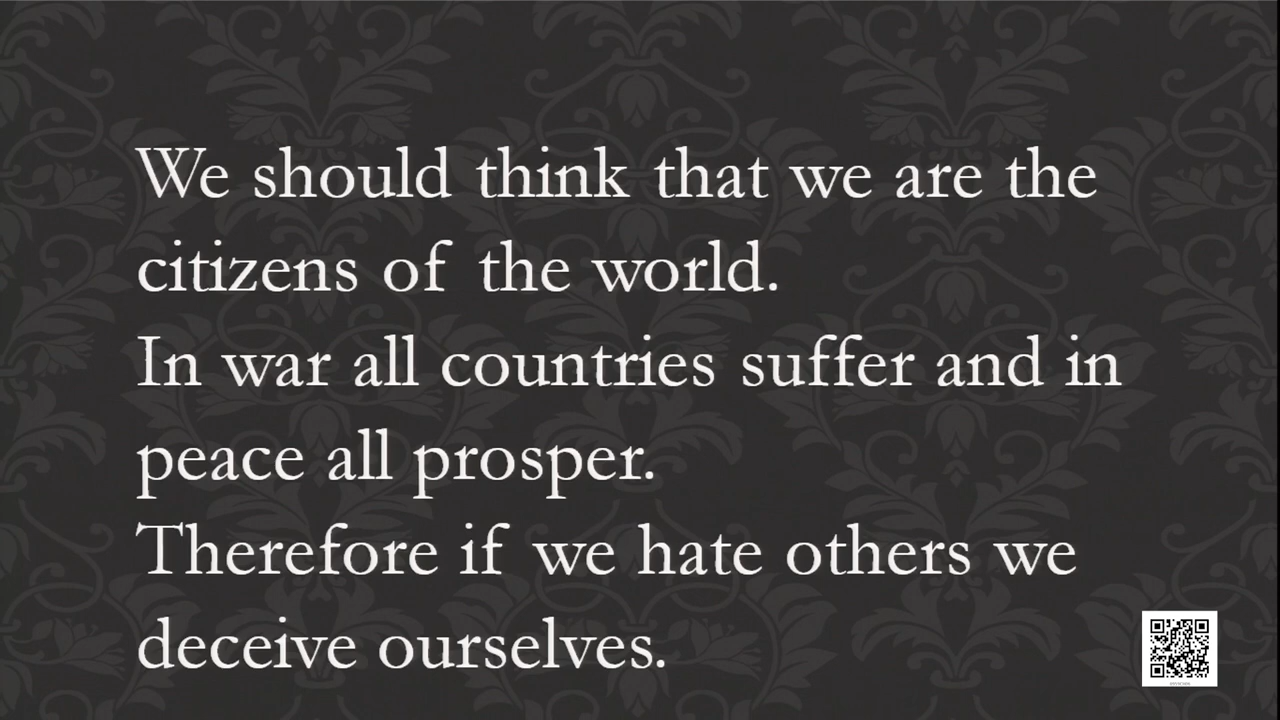 We should think that we are the
citizens of the world.
In war all countries suffer and in
peace all prosper.
Therefore if we hate others we
deceive ourselves.